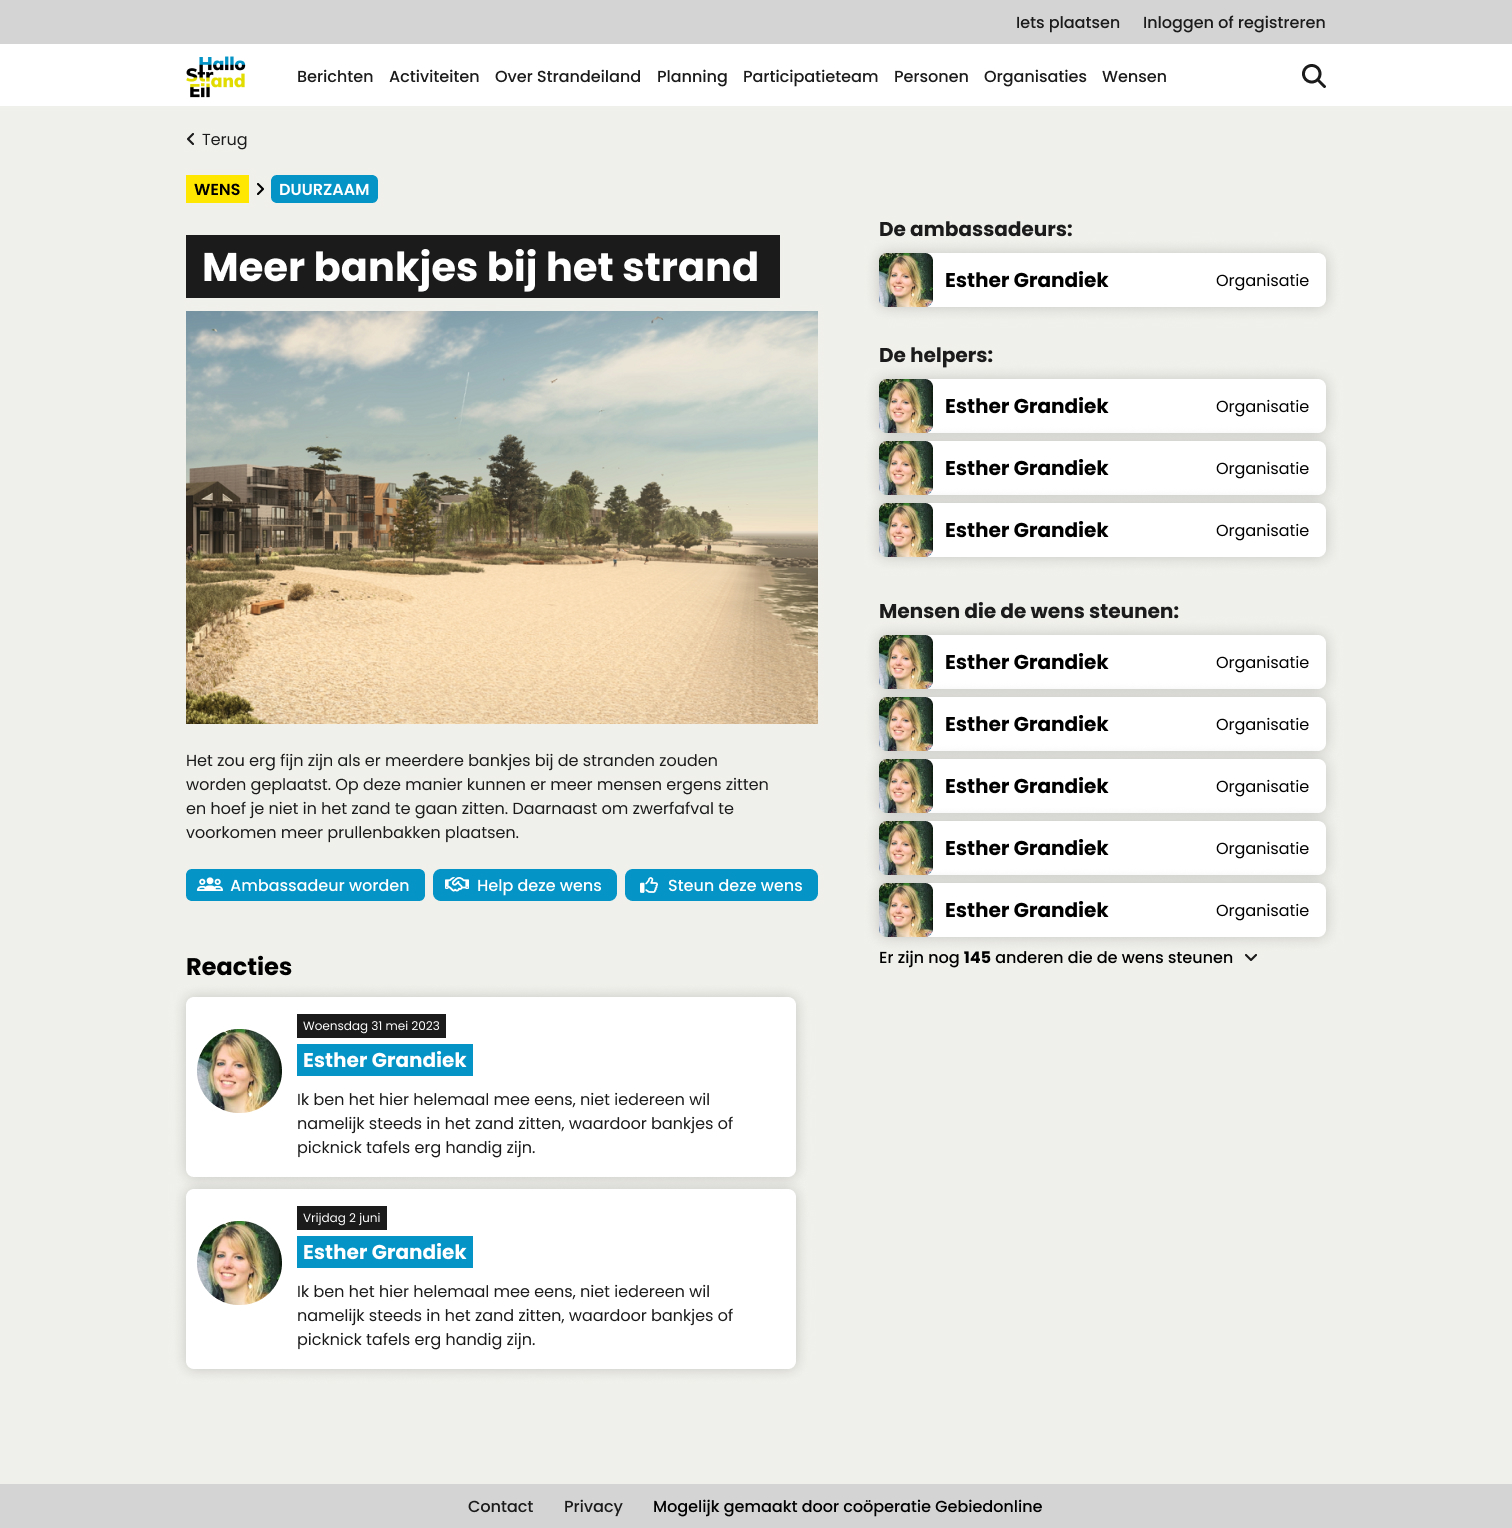 Iets plaatsen Inloggen of registreren
Hallo
Strand
Eil
Berichten Activiteiten Over Strandeiland Planning Participatieteam Personen Organisaties Wensen
Terug
WENS > DUURZAAM
Meer bankjes bij het strand
Het zou erg fijn zijn als er meerdere bankjes bij de stranden zouden
worden geplaatst. Op deze manier kunnen er meer mensen ergens zitten
en hoef je niet in het zand te gaan zitten. Daarnaast om zwerfafval te
voorkomen meer prullenbakken plaatsen.
Ambassadeur worden Help deze wens Steun deze wens
Reacties
Woensdag 31 mei 2023
Esther Grandiek
Ik ben het hier helemaal mee eens, niet iedereen wil
namelijk steeds in het zand zitten, waardoor bankjes of
picknick tafels erg handig zijn.
Vrijdag 2 juni
Esther Grandiek
Ik ben het hier helemaal mee eens, niet iedereen wil
namelijk steeds in het zand zitten, waardoor bankjes of
picknick tafels erg handig zijn.
De ambassadeurs:
Esther Grandiek Organisatie
De helpers:
Esther Grandiek Organisatie
Esther Grandiek Organisatie
Esther Grandiek Organisatie
Mensen die de wens steunen:
Esther Grandiek Organisatie
Esther Grandiek Organisatie
Esther Grandiek Organisatie
Esther Grandiek Organisatie
Esther Grandiek Organisatie
Er zijn nog 145 anderen die de wens steunen
Contact Privacy Mogelijk gemaakt door coöperatie Gebiedonline